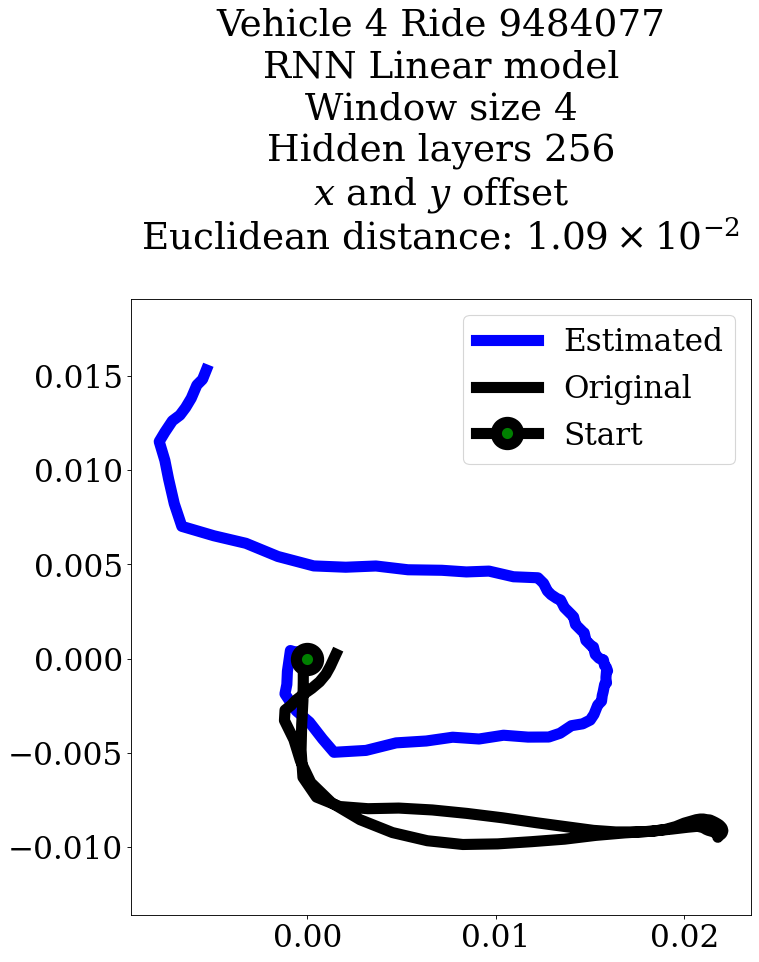 Vehicle 4 Ride 9484077
RNN Linear model
Window size 4
Hidden layers 256
x and y offset
Euclidean distance: 1.09 × 10⁻²
Estimated
Original
Start
0.015
0.010
0.005
0.000
−0.005
−0.010
0.00 0.01 0.02